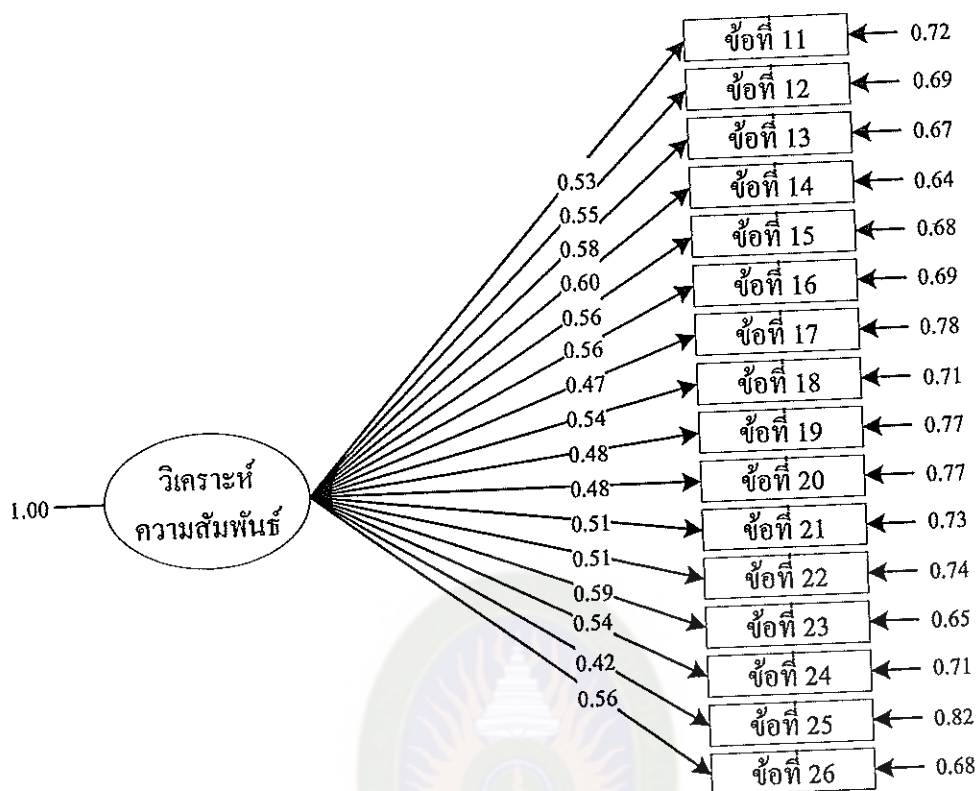 ข้อที่ 11 0.72
ข้อที่ 12 0.69
ข้อที่ 13 0.67
ข้อที่ 14 0.64
ข้อที่ 15 0.68
ข้อที่ 16 0.69
ข้อที่ 17 0.78
ข้อที่ 18 0.71
ข้อที่ 19 0.77
ข้อที่ 20 0.77
ข้อที่ 21 0.73
ข้อที่ 22 0.74
ข้อที่ 23 0.65
ข้อที่ 24 0.71
ข้อที่ 25 0.82
ข้อที่ 26 0.68
0.53
0.55
0.58
0.60
0.56
0.56
0.47
0.54
0.48
0.48
0.51
0.51
0.59
0.54
0.42
0.56
1.00
วิเคราะห์
ความสัมพันธ์